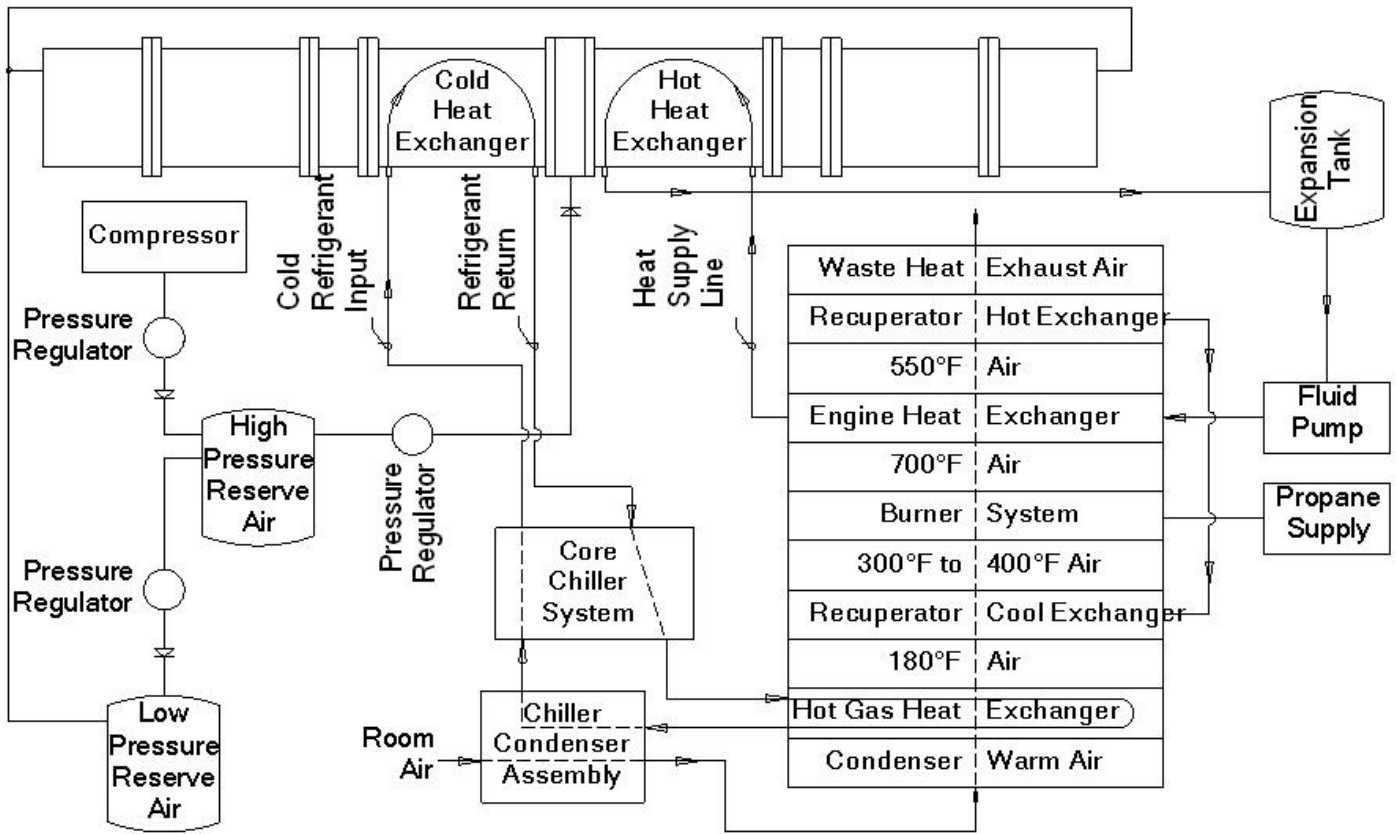 Cold
Heat
Exchanger
Hot
Heat
Exchanger
Expansion
Tank
Compressor
Cold
Refrigerant
Input
Refrigerant
Return
Heat
Supply
Line
Pressure
Regulator
High
Pressure
Reserve
Air
Pressure
Regulator
Pressure
Regulator
Low
Pressure
Reserve
Air
Core
Chiller
System
Chiller
Condenser
Assembly
Room
Air
Waste Heat Exhaust Air
Recuperator Hot Exchanger
550°F Air
Engine Heat Exchanger
700°F Air
Burner System
300°F to 400°F Air
Recuperator Cool Exchanger
180°F Air
Hot Gas Heat Exchanger
Condenser Warm Air
Fluid
Pump
Propane
Supply